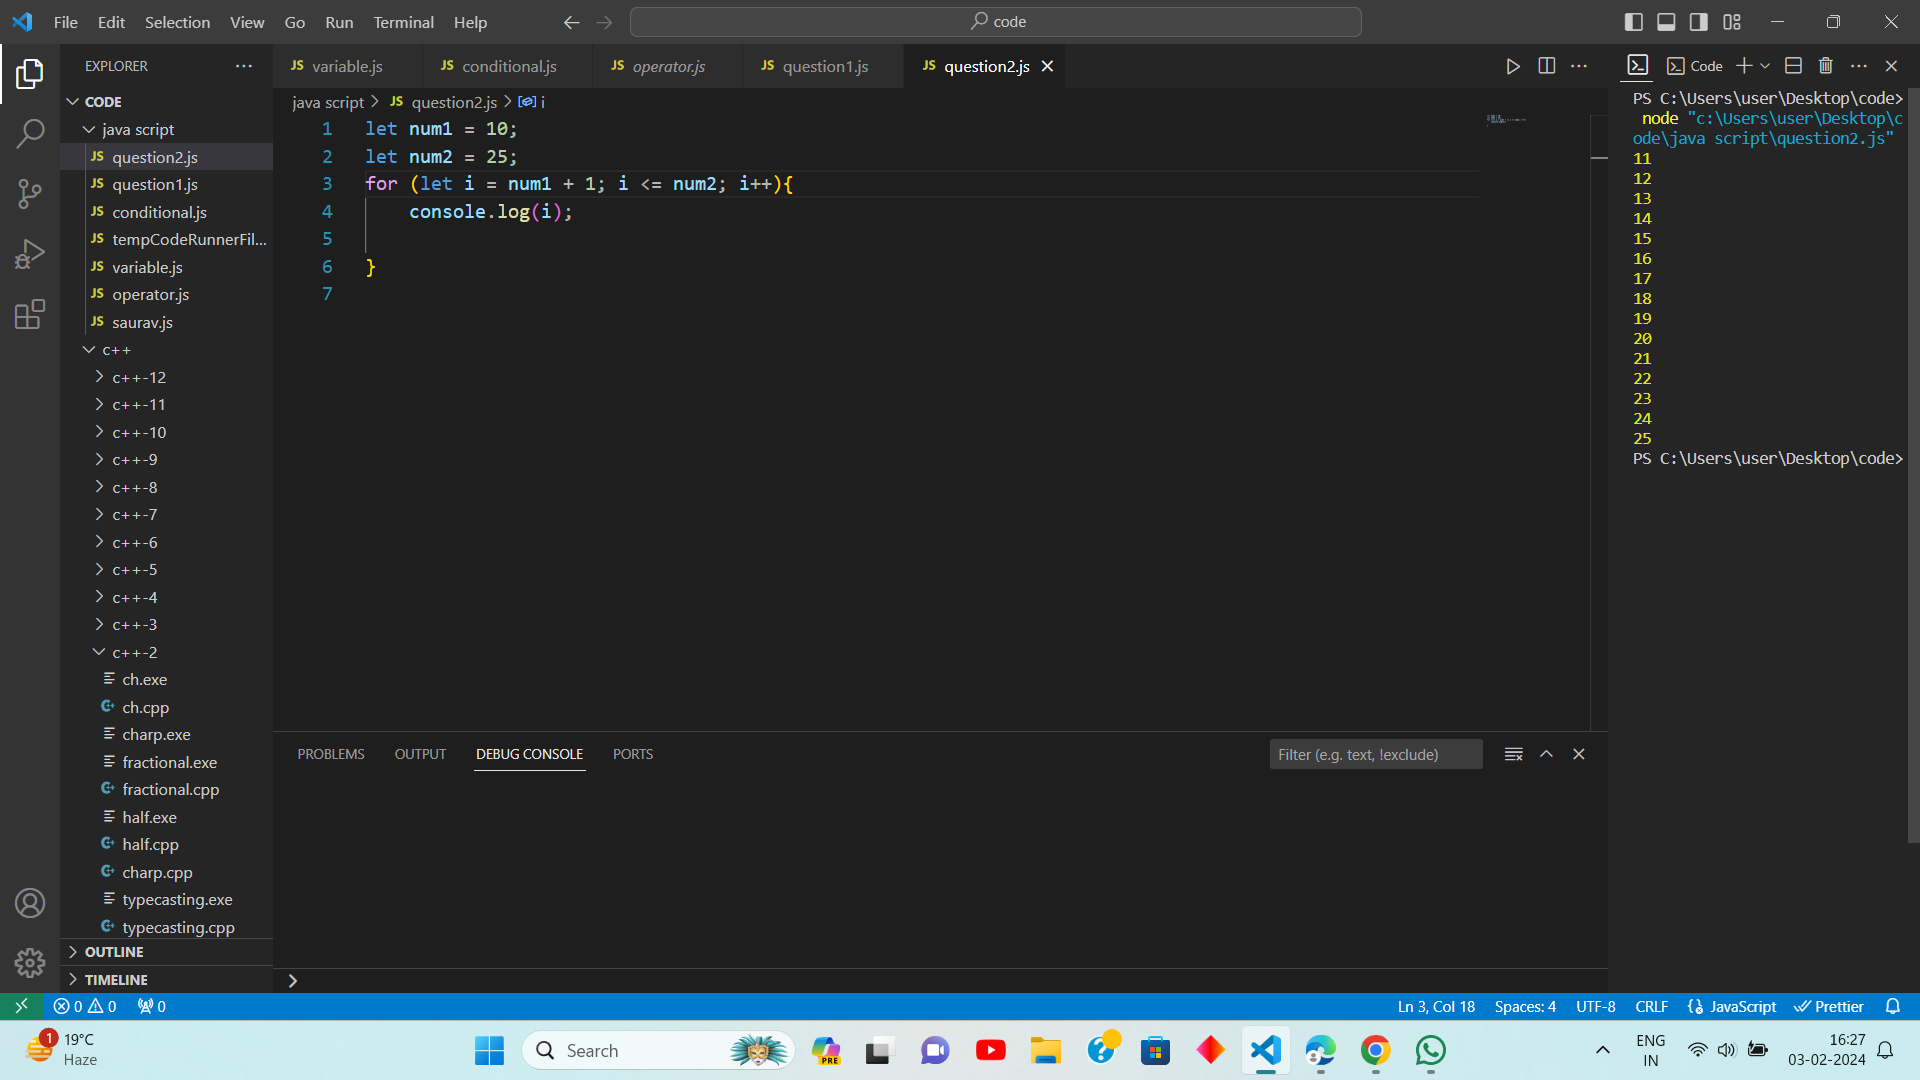 File Edit Selection View Go Run Terminal Help
code
EXPLORER
CODE
java script
JS question2.js
JS question1.js
JS conditional.js
JS tempCodeRunnerFil...
JS variable.js
JS operator.js
JS saurav.js
c++
c++-12
c++-11
c++-10
c++-9
c++-8
c++-7
c++-6
c++-5
c++-4
c++-3
c++-2
ch.exe
ch.cpp
charp.exe
fractional.exe
fractional.cpp
half.exe
half.cpp
charp.cpp
typecasting.exe
typecasting.cpp
OUTLINE
TIMELINE
JS variable.js JS conditional.js JS operator.js JS question1.js JS question2.js
java script > JS question2.js > i
1 let num1 = 10;
2 let num2 = 25;
3 for (let i = num1 + 1; i <= num2; i++){
4 console.log(i);
5
6 }
7
PROBLEMS OUTPUT DEBUG CONSOLE PORTS
Filter (e.g. text, !exclude)
>
Code
PS C:\Users\user\Desktop\code>
node "c:\Users\user\Desktop\c
ode\java script\question2.js"
11
12
13
14
15
16
17
18
19
20
21
22
23
24
25
PS C:\Users\user\Desktop\code>
0 0 0
Ln 3, Col 18 Spaces: 4 UTF-8 CRLF JavaScript Prettier
1 19°C
Haze
Search
PRE
ENG
IN
16:27
03-02-2024